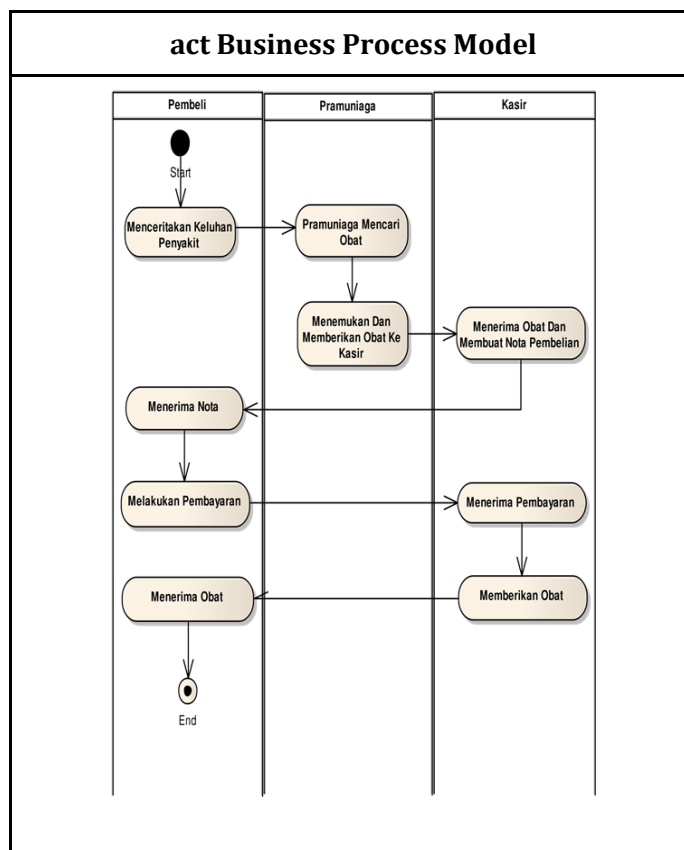 act Business Process Model
Pembeli
Pramuniaga
Kasir
Start
Menceritakan Keluhan
Penyakit
Pramuniaga Mencari
Obat
Menemukan Dan
Memberikan Obat Ke
Kasir
Menerima Obat Dan
Membuat Nota Pembelian
Menerima Nota
Melakukan Pembayaran
Menerima Pembayaran
Memberikan Obat
Menerima Obat
End